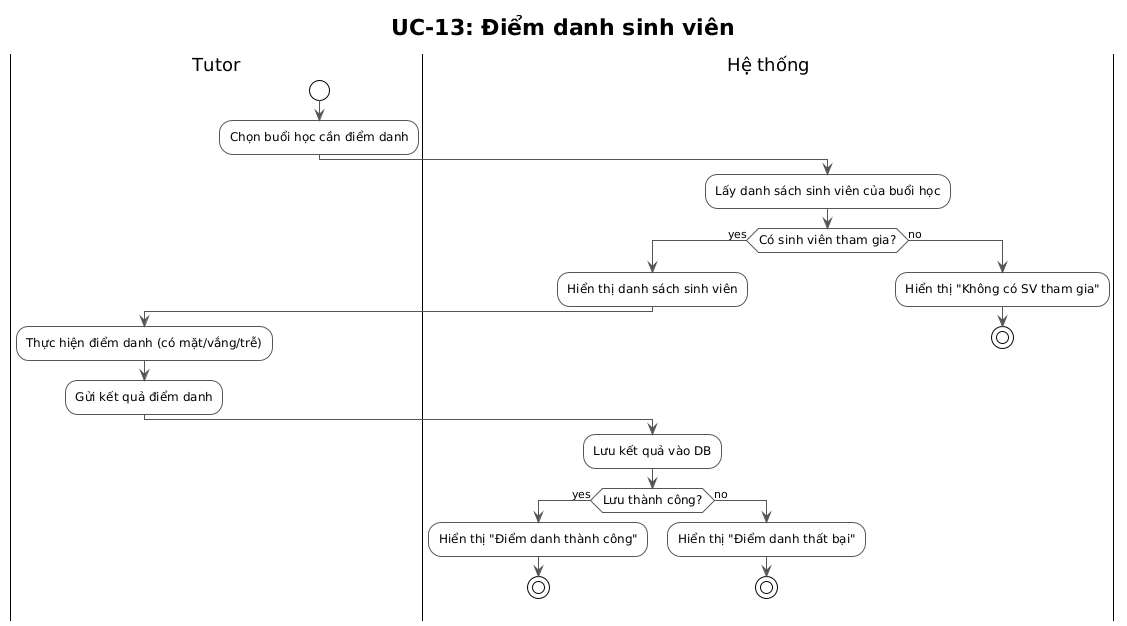 UC-13: Điểm danh sinh viên
Tutor
Hệ thống
Chọn buổi học cần điểm danh
Lấy danh sách sinh viên của buổi học
yes
Có sinh viên tham gia?
no
Hiển thị danh sách sinh viên
Hiển thị "Không có SV tham gia"
Thực hiện điểm danh (có mặt/vắng/trễ)
Gửi kết quả điểm danh
Lưu kết quả vào DB
yes
Lưu thành công?
no
Hiển thị "Điểm danh thành công"
Hiển thị "Điểm danh thất bại"